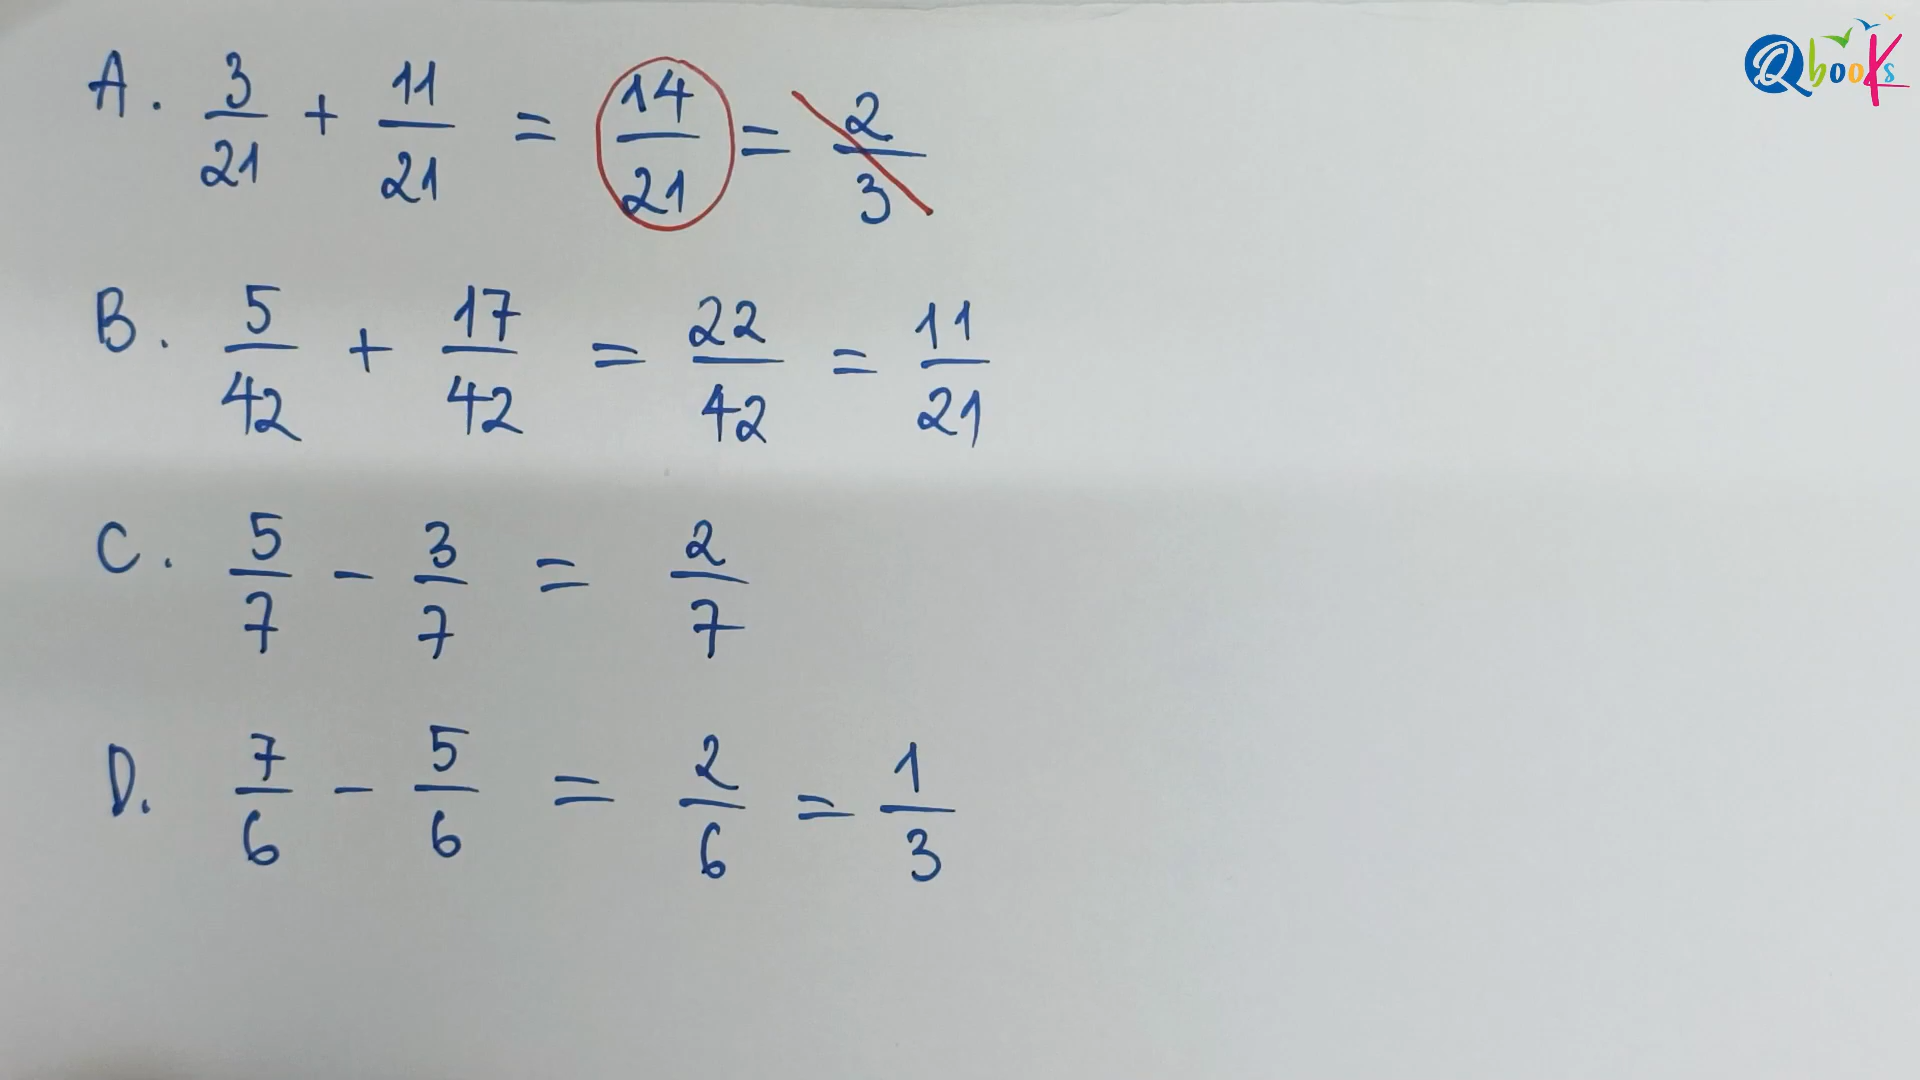 Qbooks
A. 3/21 + 11/21 = 14/21 = 2/3
B. 5/42 + 17/42 = 22/42 = 11/21
C. 5/7 - 3/7 = 2/7
D. 7/6 - 5/6 = 2/6 = 1/3